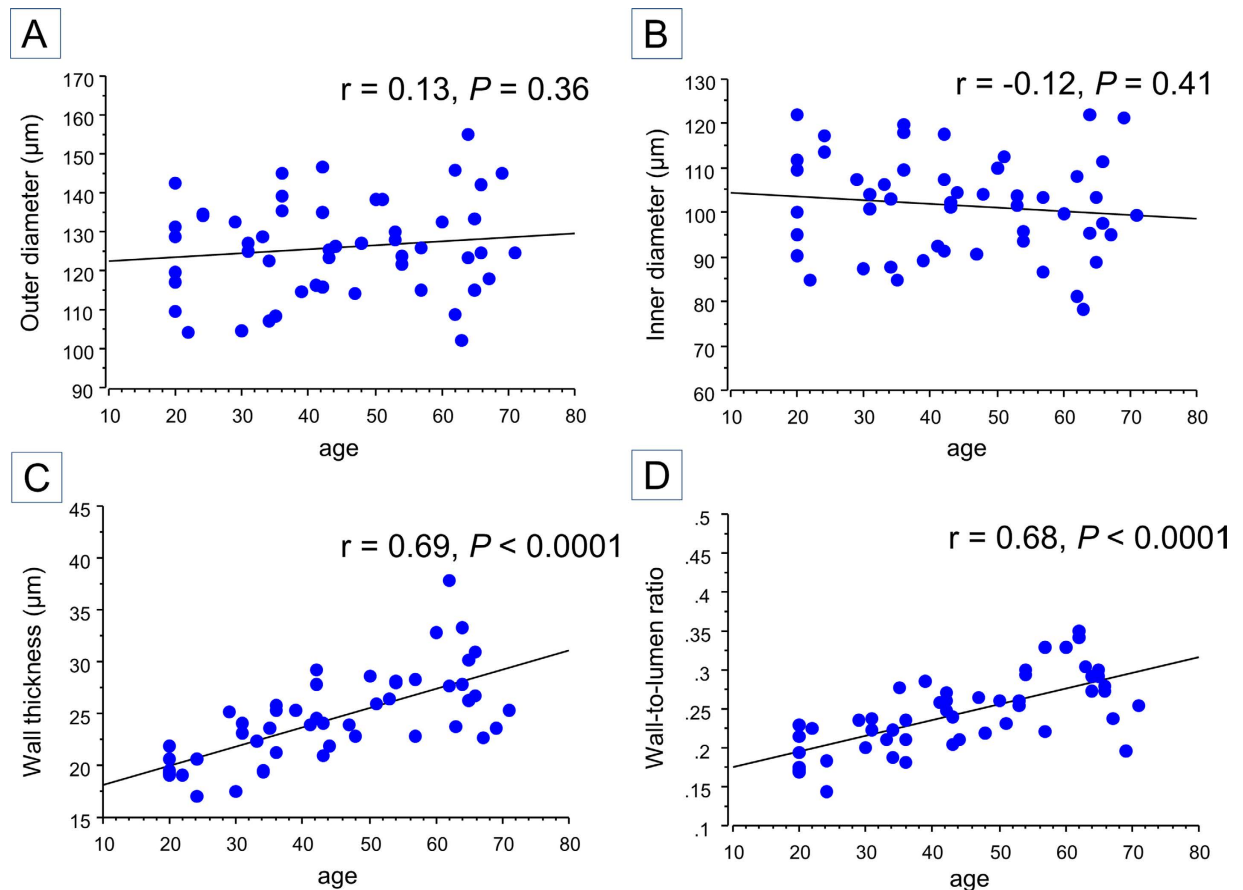 A
r = 0.13, P = 0.36
Outer diameter (μm)
170
160
150
140
130
120
110
100
90
10 20 30 40 50 60 70 80
age
B
r = -0.12, P = 0.41
Inner diameter (μm)
130
120
110
100
90
80
70
60
10 20 30 40 50 60 70 80
age
C
r = 0.69, P < 0.0001
Wall thickness (μm)
45
40
35
30
25
20
15
10 20 30 40 50 60 70 80
age
D
r = 0.68, P < 0.0001
Wall-to-lumen ratio
.5
.45
.4
.35
.3
.25
.2
.15
.1
10 20 30 40 50 60 70 80
age